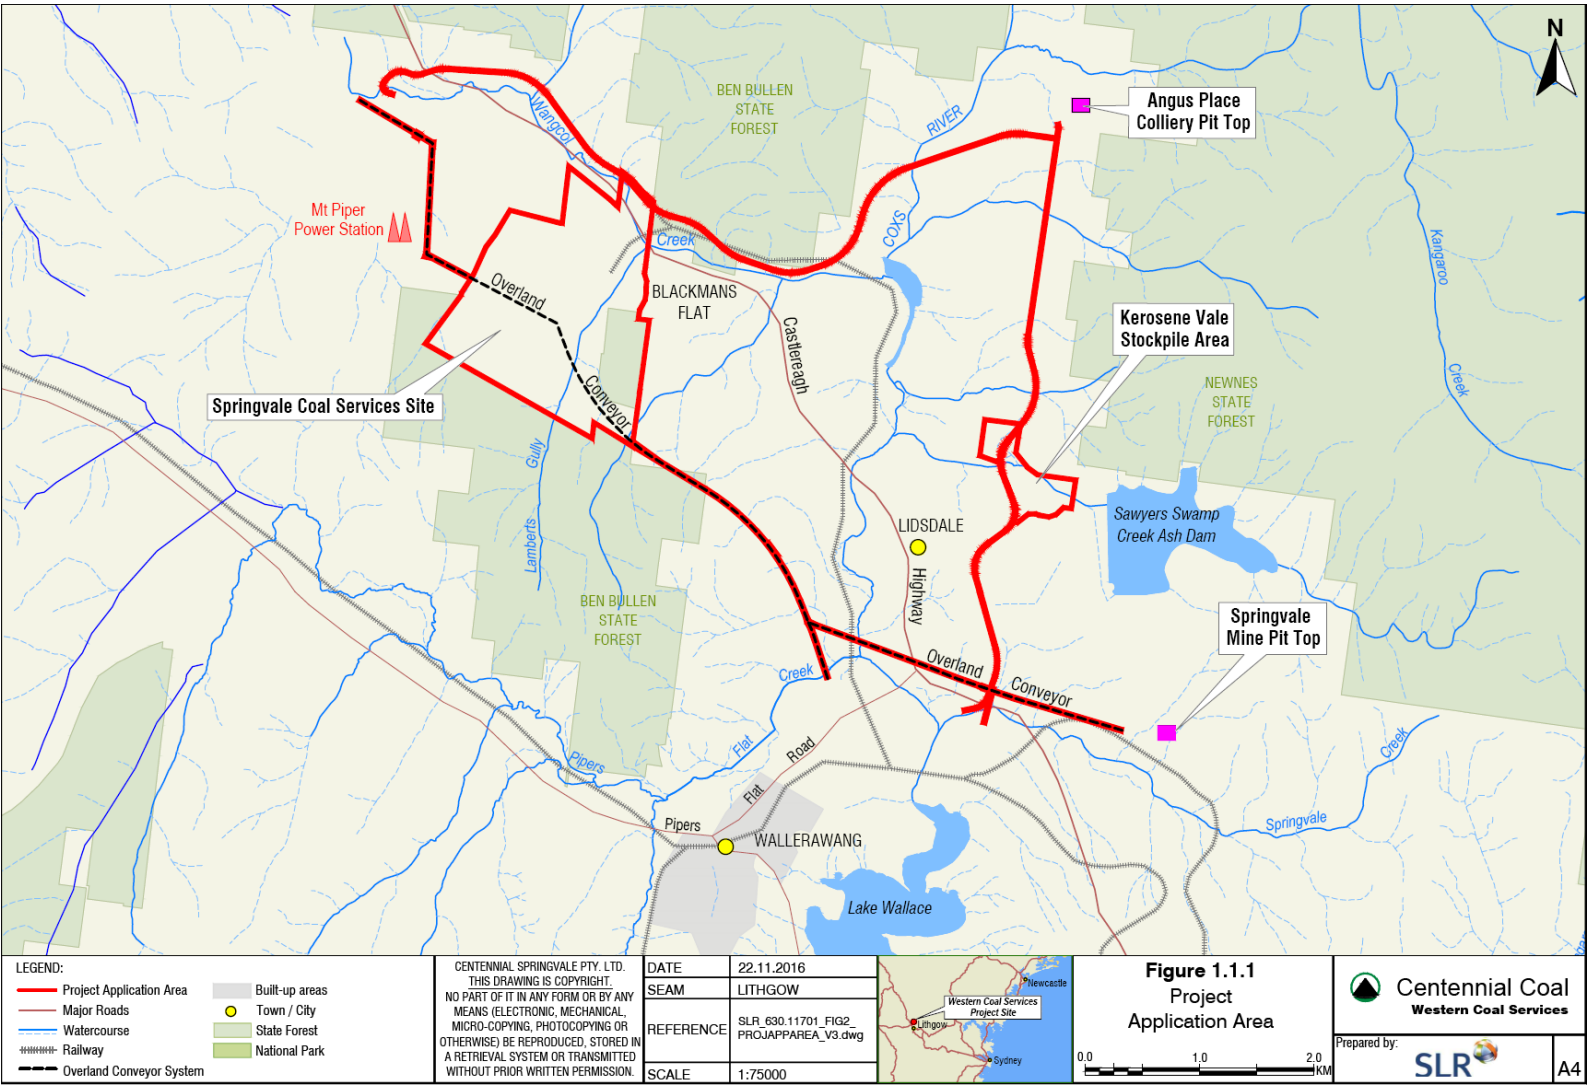 N
BEN BULLEN
STATE
FOREST
Angus Place
Colliery Pit Top
Wangcol
RIVER
Mt Piper
Power Station
Creek
COXS
Kangaroo
Creek
Overland
BLACKMANS
FLAT
Castlereagh
Kerosene Vale
Stockpile Area
NEWNES
STATE
FOREST
Springvale Coal Services Site
Conveyor
Gully
Lamberts
LIDSDALE
Highway
Sawyers Swamp
Creek Ash Dam
BEN BULLEN
STATE
FOREST
Springvale
Mine Pit Top
Overland
Conveyor
Creek
Flat
Pipers
Road
Flat
Pipers
Creek
Springvale
WALLERAWANG
Lake Wallace
LEGEND:
Project Application Area
Major Roads
Watercourse
Railway
Overland Conveyor System
Built-up areas
Town / City
State Forest
National Park
CENTENNIAL SPRINGVALE PTY. LTD.
THIS DRAWING IS COPYRIGHT.
NO PART OF IT IN ANY FORM OR BY ANY
MEANS (ELECTRONIC, MECHANICAL,
MICRO-COPYING, PHOTOCOPYING OR
OTHERWISE) BE REPRODUCED, STORED IN
A RETRIEVAL SYSTEM OR TRANSMITTED
WITHOUT PRIOR WRITTEN PERMISSION.
DATE 22.11.2016
SEAM LITHGOW
REFERENCE SLR_630.11701_FIG2_
PROJAPPAREA_V3.dwg
SCALE 1:75000
Newcastle
Western Coal Services
Project Site
Lithgow
Sydney
Figure 1.1.1
Project
Application Area
0.0 1.0 2.0
KM
Centennial Coal
Western Coal Services
Prepared by:
SLR
A4